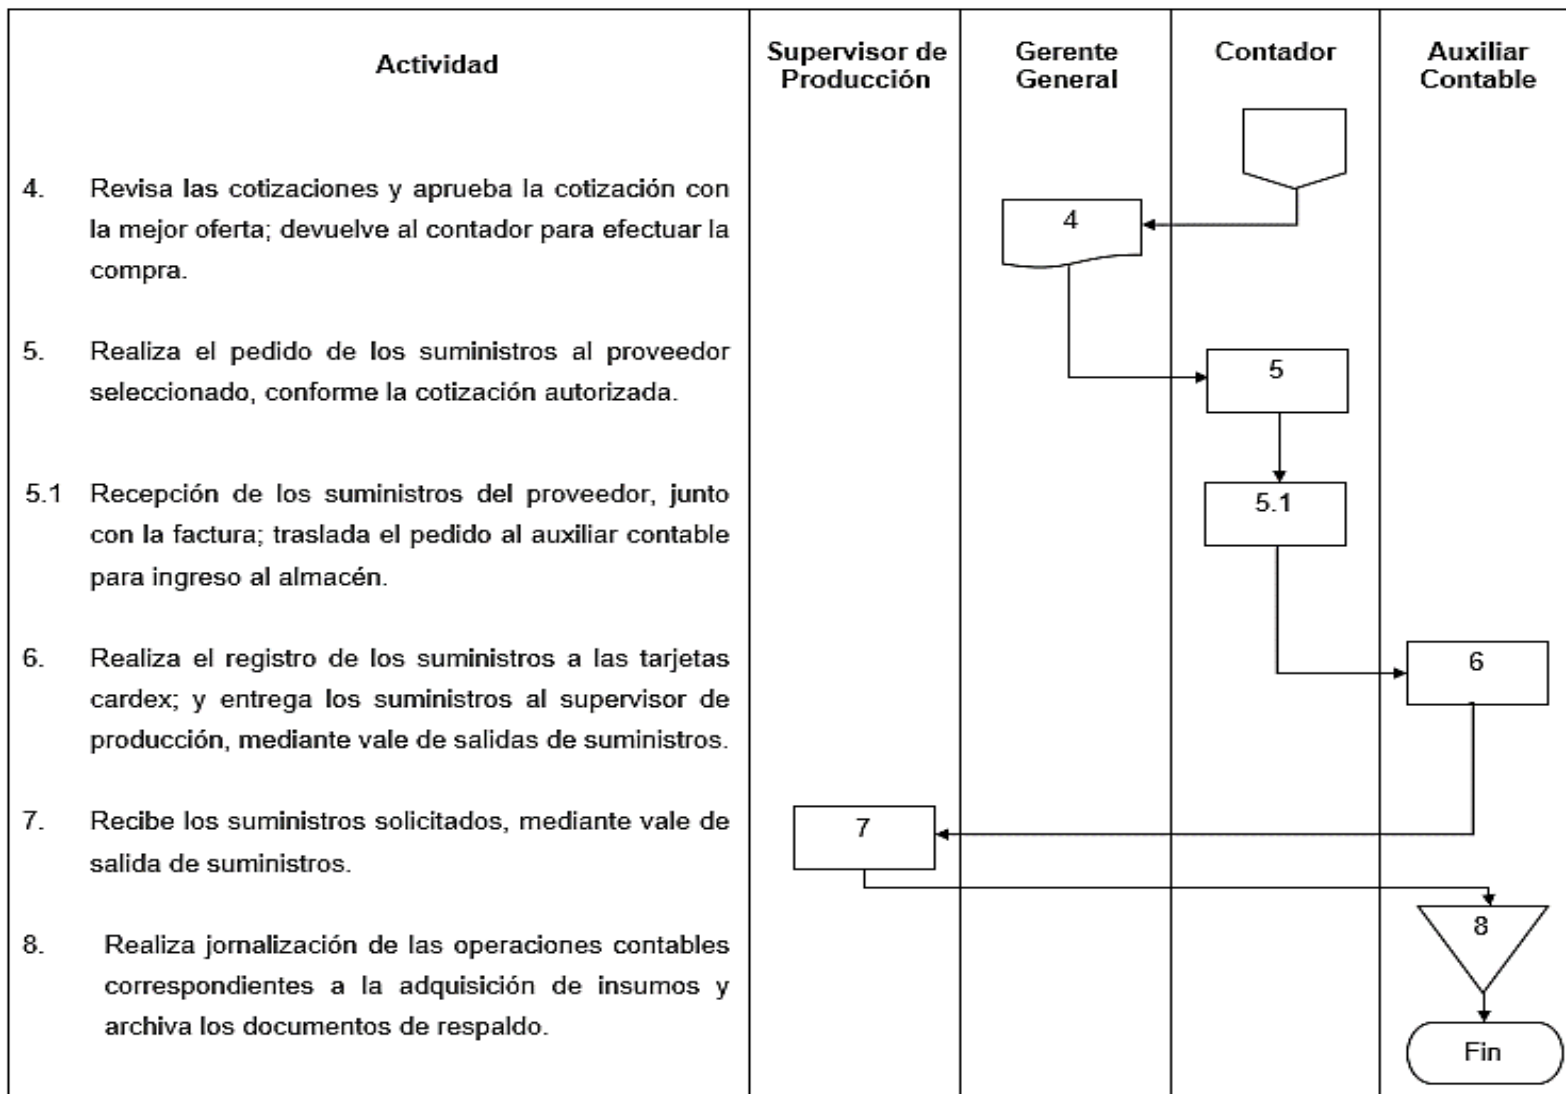 Actividad
Supervisor de
Producción
Gerente
General
Contador
Auxiliar
Contable
4. Revisa las cotizaciones y aprueba la cotización con
la mejor oferta; devuelve al contador para efectuar la
compra.
4
5. Realiza el pedido de los suministros al proveedor
seleccionado, conforme la cotización autorizada.
5
5.1 Recepción de los suministros del proveedor, junto
con la factura; traslada el pedido al auxiliar contable
para ingreso al almacén.
5.1
6. Realiza el registro de los suministros a las tarjetas
cardex; y entrega los suministros al supervisor de
producción, mediante vale de salidas de suministros.
6
7. Recibe los suministros solicitados, mediante vale de
salida de suministros.
7
8. Realiza jornalización de las operaciones contables
correspondientes a la adquisición de insumos y
archiva los documentos de respaldo.
8
Fin